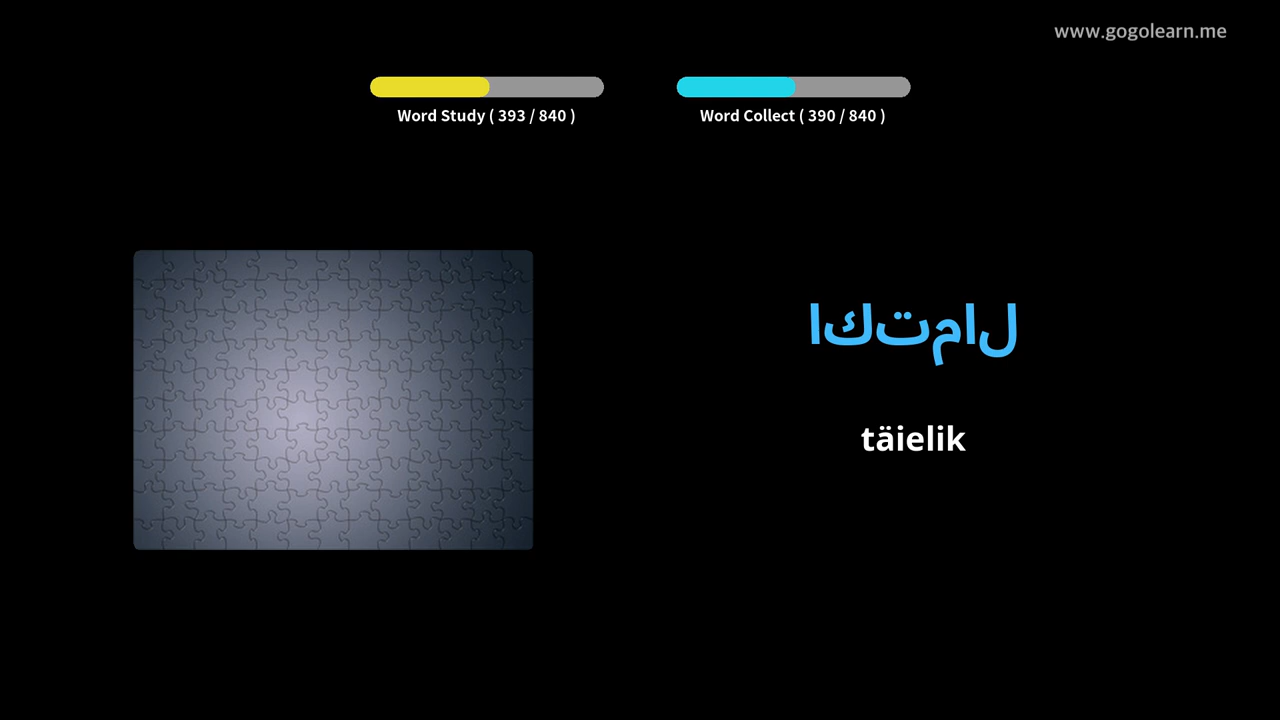 www.gogolearn.me
Word Study ( 393 / 840 )
Word Collect ( 390 / 840 )
اكتمال
täielik